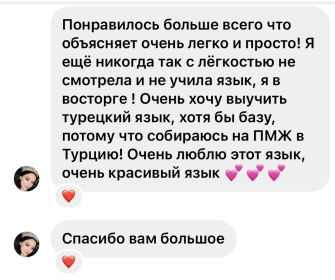 Понравилось больше всего что
объясняет очень легко и просто! Я
ещё никогда так с лёгкостью не
смотрела и не учила язык, я в
восторге ! Очень хочу выучить
турецкий язык, хотя бы базу,
потому что собираюсь на ПМЖ в
Турцию! Очень люблю этот язык,
очень красивый язык 💕💕💕
Спасибо вам большое